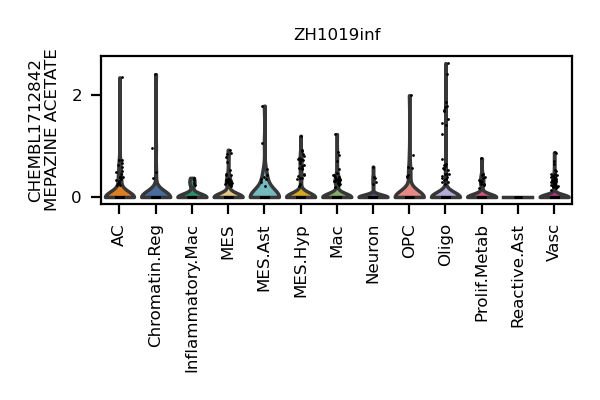 ZH1019inf
CHEMBL1712842
MEPAZINE ACETATE
2
0
AC
Chromatin.Reg
Inflammatory.Mac
MES
MES.Ast
MES.Hyp
Mac
Neuron
OPC
Oligo
Prolif.Metab
Reactive.Ast
Vasc